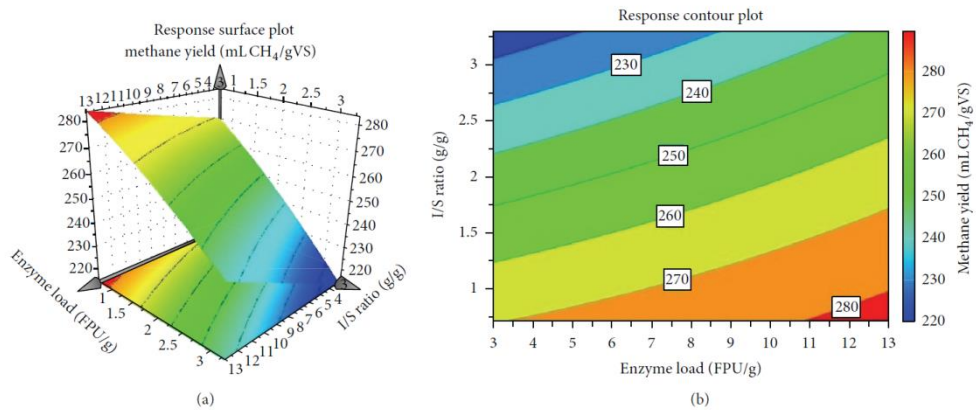 Response surface plot
methane yield (mL CH4/gVS)
13 12 11 10 9 8 7 6 5 4 3 1 1.5 2 2.5 3
280 280
270 270
260 260
250 250
240 240
230 230
220 220
Enzyme load (FPU/g)
1 1.5 2 2.5 3
13 12 11 10 9 8 7 6 5 4 3
I/S ratio (g/g)
(a)
Response contour plot
I/S ratio (g/g)
3
2.5
2
1.5
1
230
240
250
260
270
280
3 4 5 6 7 8 9 10 11 12 13
Enzyme load (FPU/g)
280
270
260
250
240
230
220
Methane yield (mL CH4/gVS)
(b)